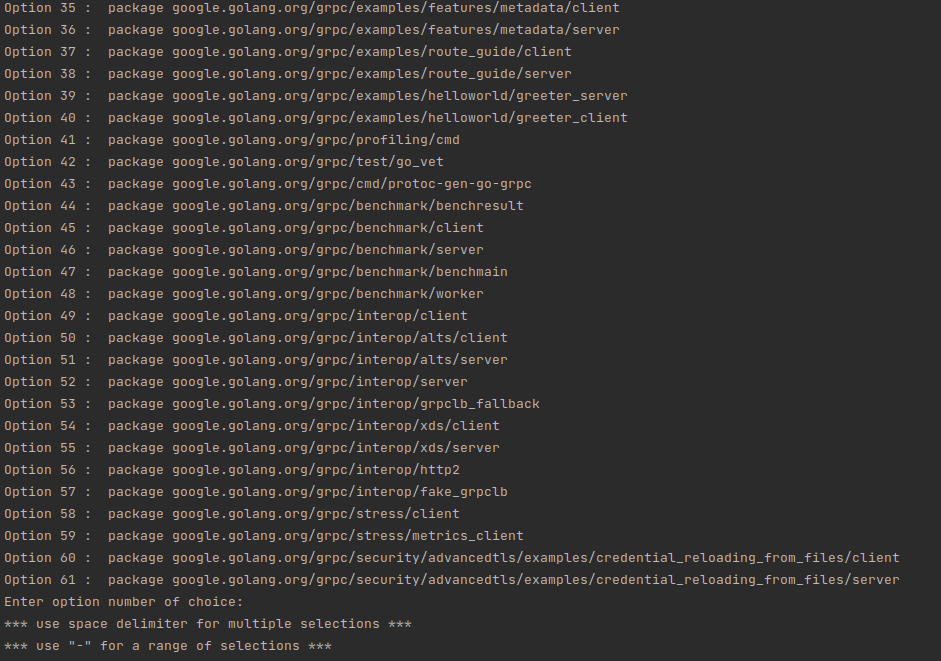 Option 35 :  package google.golang.org/grpc/examples/features/metadata/client
Option 36 :  package google.golang.org/grpc/examples/features/metadata/server
Option 37 :  package google.golang.org/grpc/examples/route_guide/client
Option 38 :  package google.golang.org/grpc/examples/route_guide/server
Option 39 :  package google.golang.org/grpc/examples/helloworld/greeter_server
Option 40 :  package google.golang.org/grpc/examples/helloworld/greeter_client
Option 41 :  package google.golang.org/grpc/profiling/cmd
Option 42 :  package google.golang.org/grpc/test/go_vet
Option 43 :  package google.golang.org/grpc/cmd/protoc-gen-go-grpc
Option 44 :  package google.golang.org/grpc/benchmark/benchresult
Option 45 :  package google.golang.org/grpc/benchmark/client
Option 46 :  package google.golang.org/grpc/benchmark/server
Option 47 :  package google.golang.org/grpc/benchmark/benchmain
Option 48 :  package google.golang.org/grpc/benchmark/worker
Option 49 :  package google.golang.org/grpc/interop/client
Option 50 :  package google.golang.org/grpc/interop/alts/client
Option 51 :  package google.golang.org/grpc/interop/alts/server
Option 52 :  package google.golang.org/grpc/interop/server
Option 53 :  package google.golang.org/grpc/interop/grpclb_fallback
Option 54 :  package google.golang.org/grpc/interop/xds/client
Option 55 :  package google.golang.org/grpc/interop/xds/server
Option 56 :  package google.golang.org/grpc/interop/http2
Option 57 :  package google.golang.org/grpc/interop/fake_grpclb
Option 58 :  package google.golang.org/grpc/stress/client
Option 59 :  package google.golang.org/grpc/stress/metrics_client
Option 60 :  package google.golang.org/grpc/security/advancedtls/examples/credential_reloading_from_files/client
Option 61 :  package google.golang.org/grpc/security/advancedtls/examples/credential_reloading_from_files/server
Enter option number of choice:
*** use space delimiter for multiple selections ***
*** use "-" for a range of selections ***